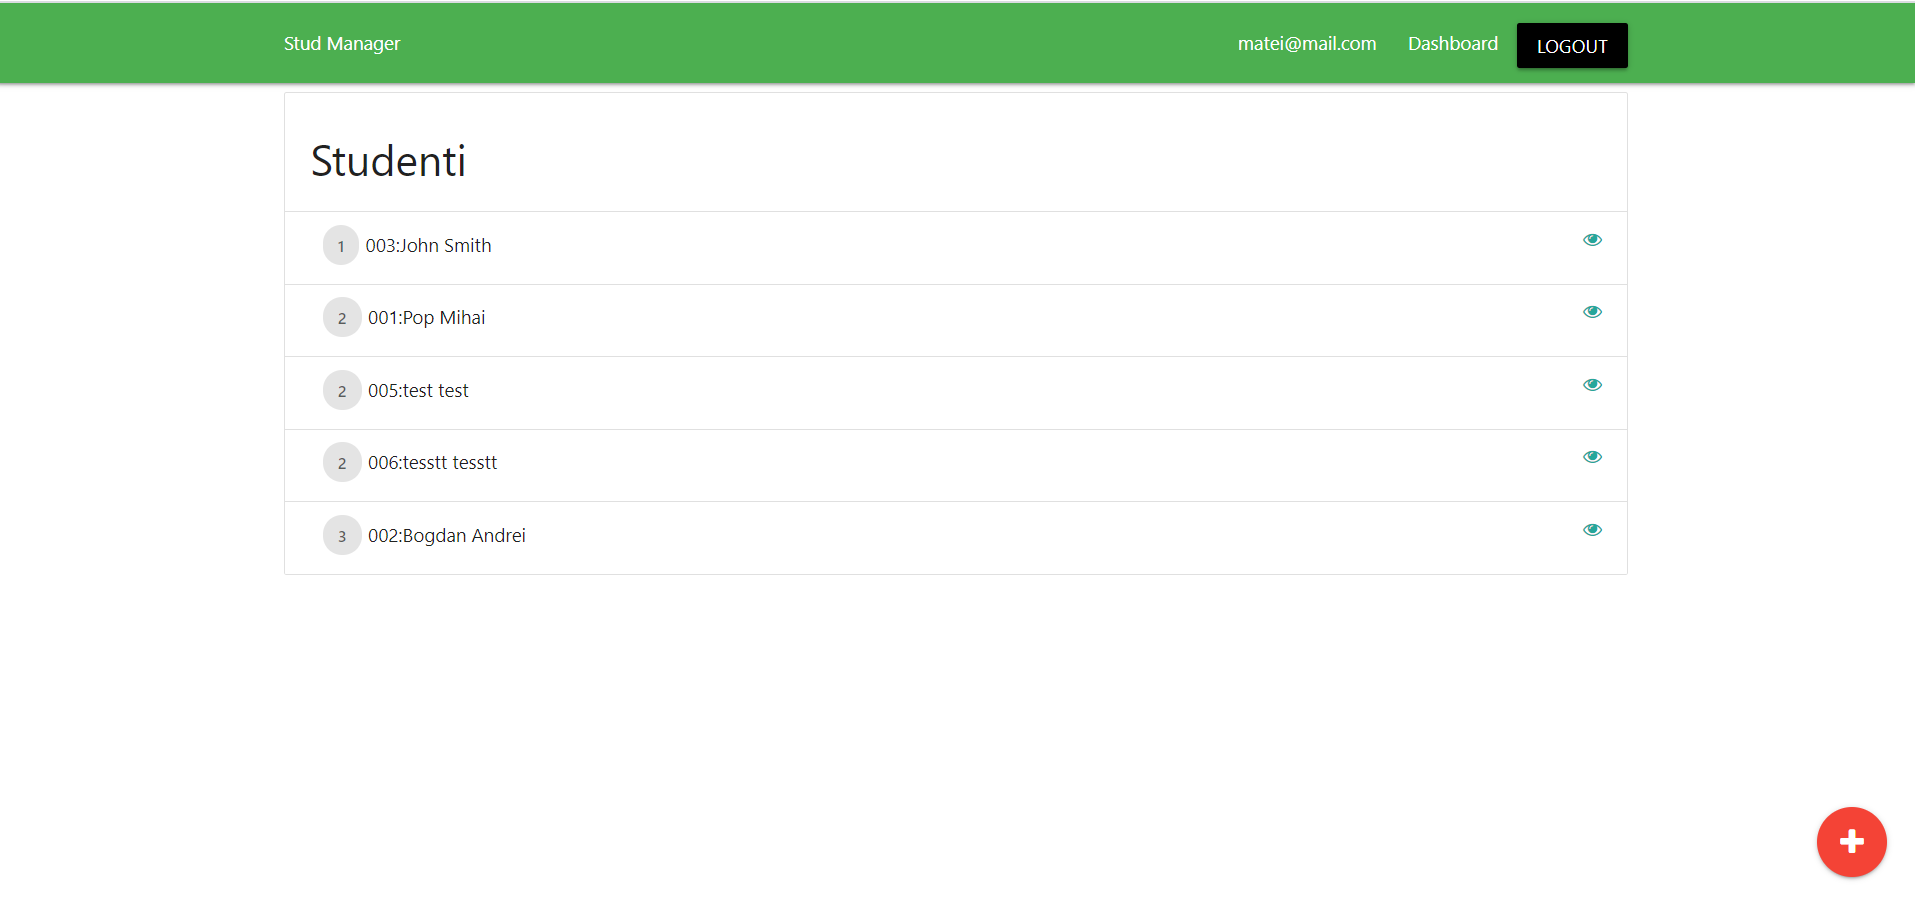 Stud Manager matei@mail.com Dashboard LOGOUT
Studenti
1 003:John Smith
2 001:Pop Mihai
2 005:test test
2 006:tesstt tesstt
3 002:Bogdan Andrei